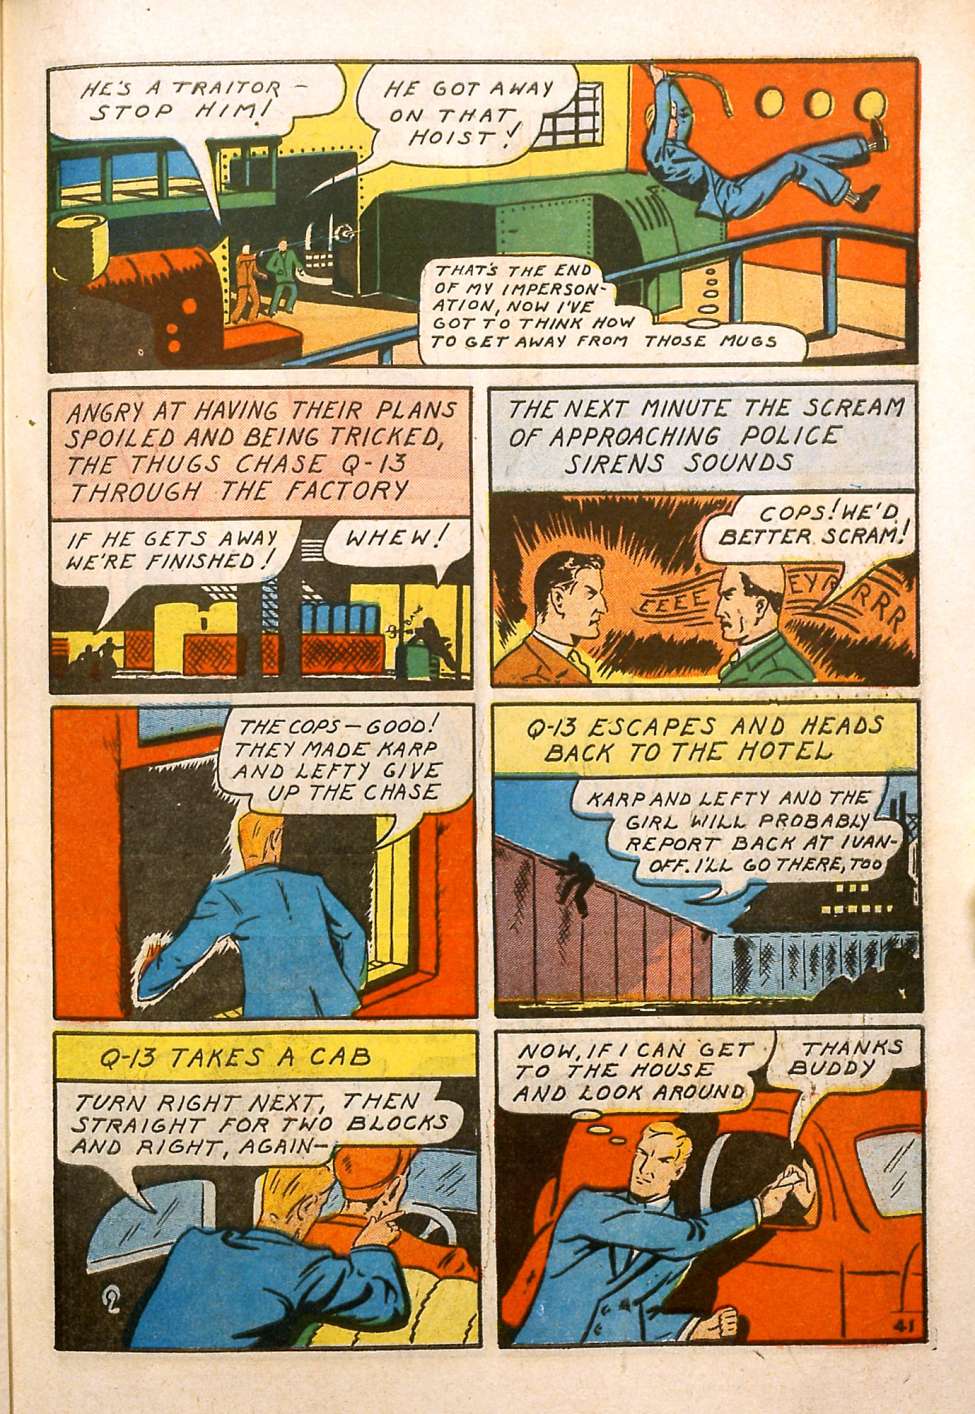 HE'S A TRAITOR –
STOP HIM!
HE GOT AWAY
ON THAT
HOIST!
THAT'S THE END
OF MY IMPERSON-
ATION, NOW I'VE
GOT TO THINK HOW
TO GET AWAY FROM THOSE MUGS
ANGRY AT HAVING THEIR PLANS
SPOILED AND BEING TRICKED,
THE THUGS CHASE Q-13
THROUGH THE FACTORY
IF HE GETS AWAY
WE'RE FINISHED!
WHEW!
BANG
THE NEXT MINUTE THE SCREAM
OF APPROACHING POLICE
SIRENS SOUNDS
COPS! WE'D
BETTER SCRAM!
EEEE EYRRRRR
THE COPS – GOOD!
THEY MADE KARP
AND LEFTY GIVE
UP THE CHASE
Q-13 ESCAPES AND HEADS
BACK TO THE HOTEL
KARP AND LEFTY AND THE
GIRL WILL PROBABLY
REPORT BACK AT IVAN-
OFF. I'LL GO THERE, TOO
Q-13 TAKES A CAB
TURN RIGHT NEXT, THEN
STRAIGHT FOR TWO BLOCKS
AND RIGHT, AGAIN–
NOW, IF I CAN GET
TO THE HOUSE
AND LOOK AROUND
THANKS
BUDDY
41